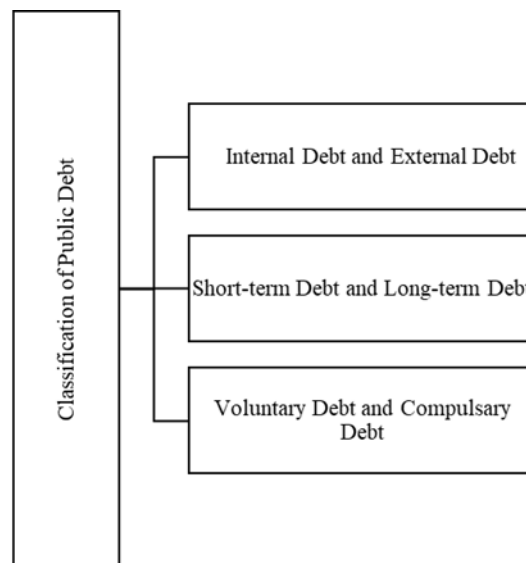 Classification of Public Debt
Internal Debt and External Debt
Short-term Debt and Long-term Debt
Voluntary Debt and Compulsary
Debt